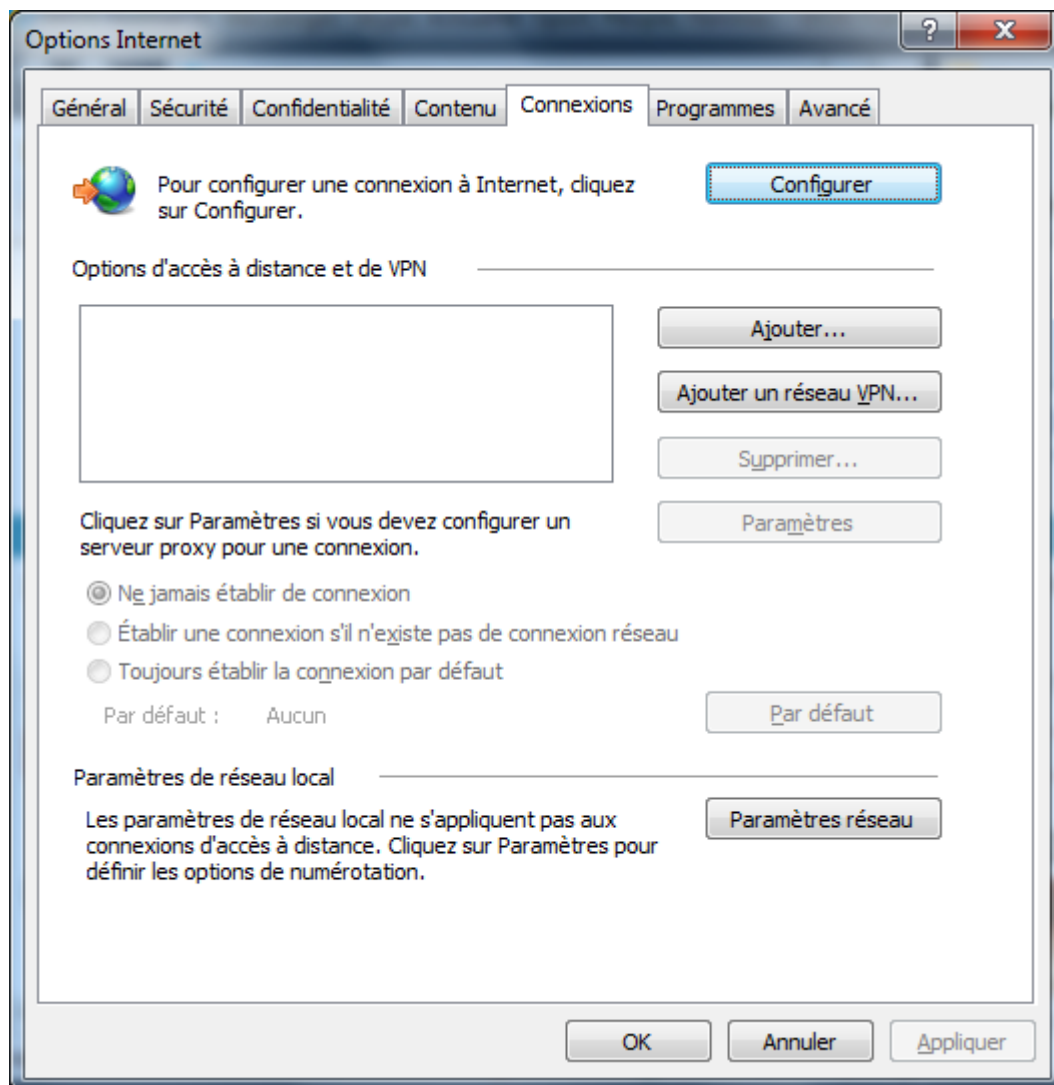 Options Internet
?
X
Général
Sécurité
Confidentialité
Contenu
Connexions
Programmes
Avancé
Pour configurer une connexion à Internet, cliquez
sur Configurer.
Configurer
Options d'accès à distance et de VPN
Ajouter...
Ajouter un réseau VPN...
Supprimer...
Cliquez sur Paramètres si vous devez configurer un
serveur proxy pour une connexion.
Paramètres
Ne jamais établir de connexion
Établir une connexion s'il n'existe pas de connexion réseau
Toujours établir la connexion par défaut
Par défaut :
Aucun
Par défaut
Paramètres de réseau local
Les paramètres de réseau local ne s'appliquent pas aux
connexions d'accès à distance. Cliquez sur Paramètres pour
définir les options de numérotation.
Paramètres réseau
OK
Annuler
Appliquer